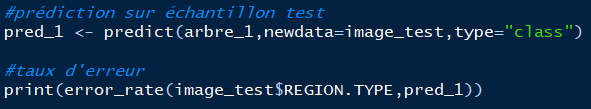 #prédiction sur échantillon test
pred_1 <- predict(arbre_1,newdata=image_test,type="class")
#taux d'erreur
print(error_rate(image_test$REGION.TYPE,pred_1))